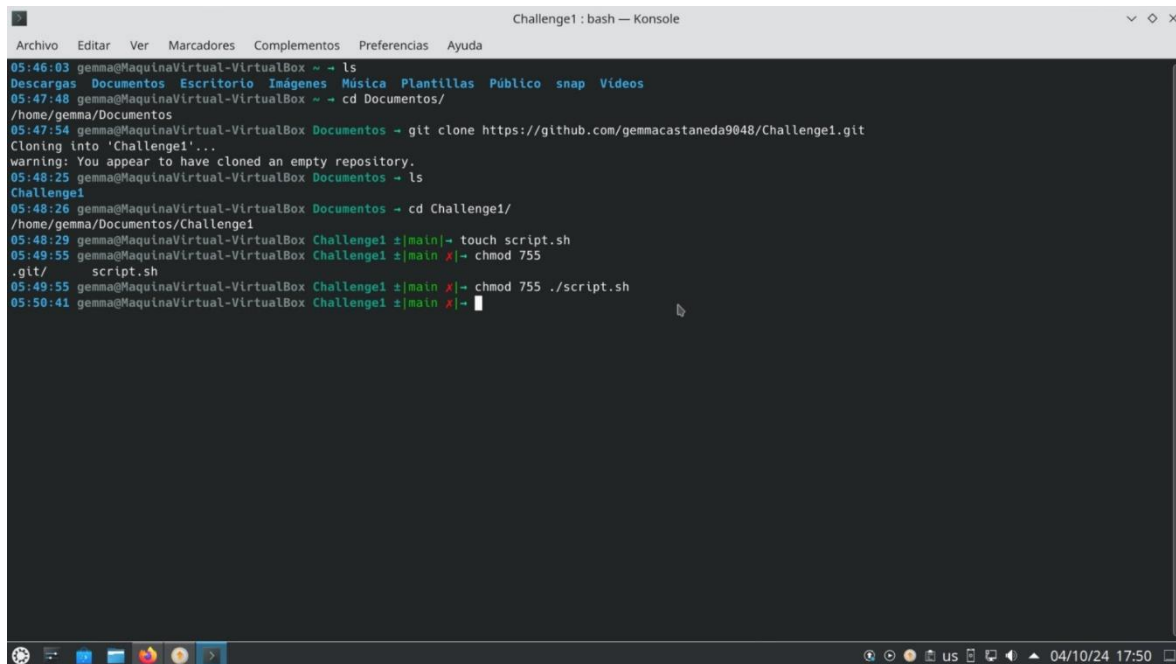 Challenge1 : bash — Konsole
Archivo Editar Ver Marcadores Complementos Preferencias Ayuda
05:46:03 gemma@MaquinaVirtual-VirtualBox ~ → ls
Descargas Documentos Escritorio Imágenes Música Plantillas Público snap Vídeos
05:47:48 gemma@MaquinaVirtual-VirtualBox ~ → cd Documentos/
/home/gemma/Documentos
05:47:54 gemma@MaquinaVirtual-VirtualBox Documentos → git clone https://github.com/gemmacastaneda9048/Challenge1.git
Cloning into 'Challenge1'...
warning: You appear to have cloned an empty repository.
05:48:25 gemma@MaquinaVirtual-VirtualBox Documentos → ls
Challenge1
05:48:26 gemma@MaquinaVirtual-VirtualBox Documentos → cd Challenge1/
/home/gemma/Documentos/Challenge1
05:48:29 gemma@MaquinaVirtual-VirtualBox Challenge1 ±|main|→ touch script.sh
05:49:55 gemma@MaquinaVirtual-VirtualBox Challenge1 ±|main ✗|→ chmod 755
.git/ script.sh
05:49:55 gemma@MaquinaVirtual-VirtualBox Challenge1 ±|main ✗|→ chmod 755 ./script.sh
05:50:41 gemma@MaquinaVirtual-VirtualBox Challenge1 ±|main ✗|→
us 04/10/24 17:50